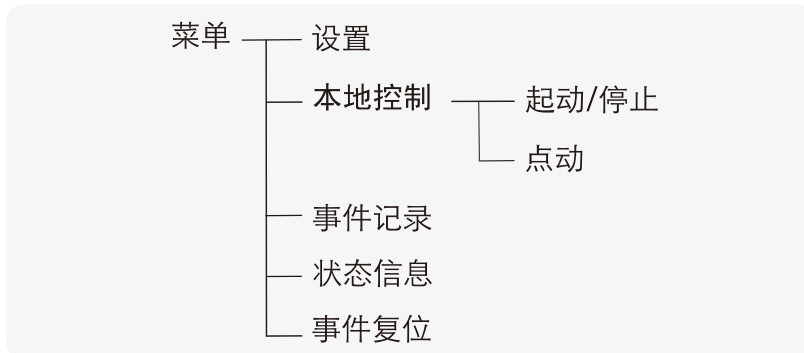 菜单 设置
本地控制 起动/停止
点动
事件记录
状态信息
事件复位